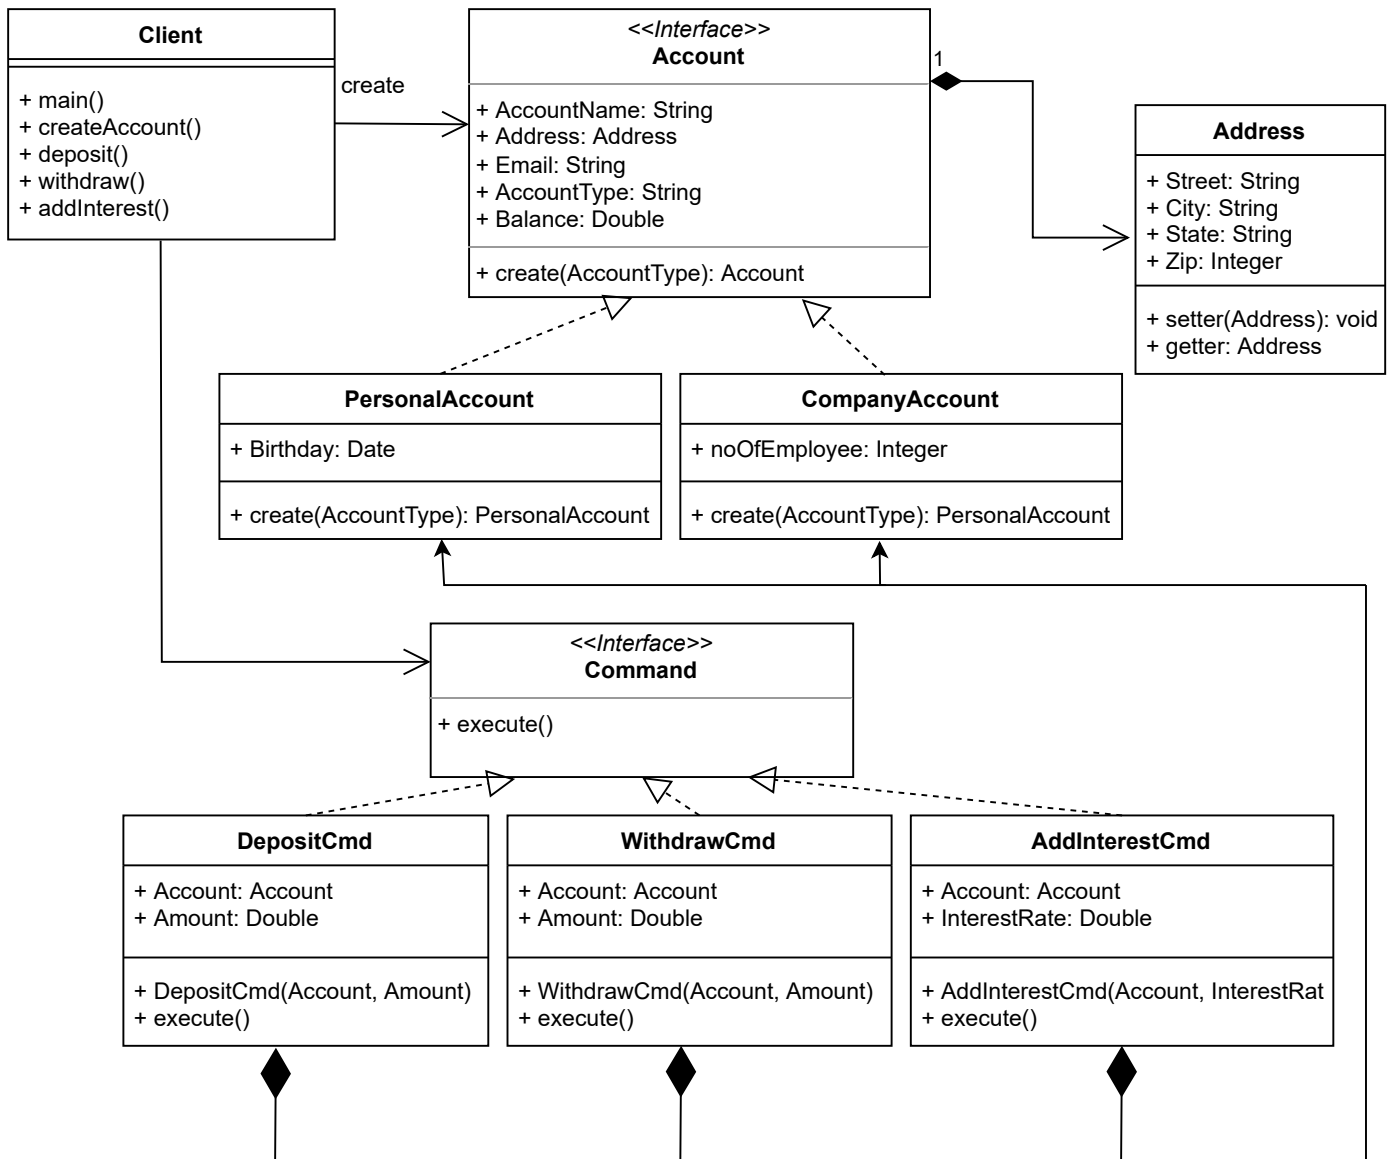 Client
+ main()
+ createAccount()
+ deposit()
+ withdraw()
+ addInterest()
create
<<Interface>>
Account
+ AccountName: String
+ Address: Address
+ Email: String
+ AccountType: String
+ Balance: Double
+ create(AccountType): Account
1
Address
+ Street: String
+ City: String
+ State: String
+ Zip: Integer
+ setter(Address): void
+ getter: Address
PersonalAccount
+ Birthday: Date
+ create(AccountType): PersonalAccount
CompanyAccount
+ noOfEmployee: Integer
+ create(AccountType): PersonalAccount
<<Interface>>
Command
+ execute()
DepositCmd
+ Account: Account
+ Amount: Double
+ DepositCmd(Account, Amount)
+ execute()
WithdrawCmd
+ Account: Account
+ Amount: Double
+ WithdrawCmd(Account, Amount)
+ execute()
AddInterestCmd
+ Account: Account
+ InterestRate: Double
+ AddInterestCmd(Account, InterestRat
+ execute()